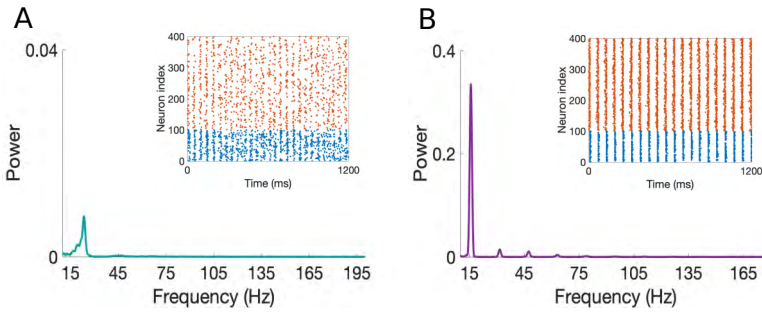 A
0.04
0
Power
15 45 75 105 135 165 195
Frequency (Hz)
400
300
200
100
0
Neuron index
0 1200
Time (ms)
B
0.4
0.2
0
Power
15 45 75 105 135 165
Frequency (Hz)
400
300
200
100
0
Neuron index
0 1200
Time (ms)